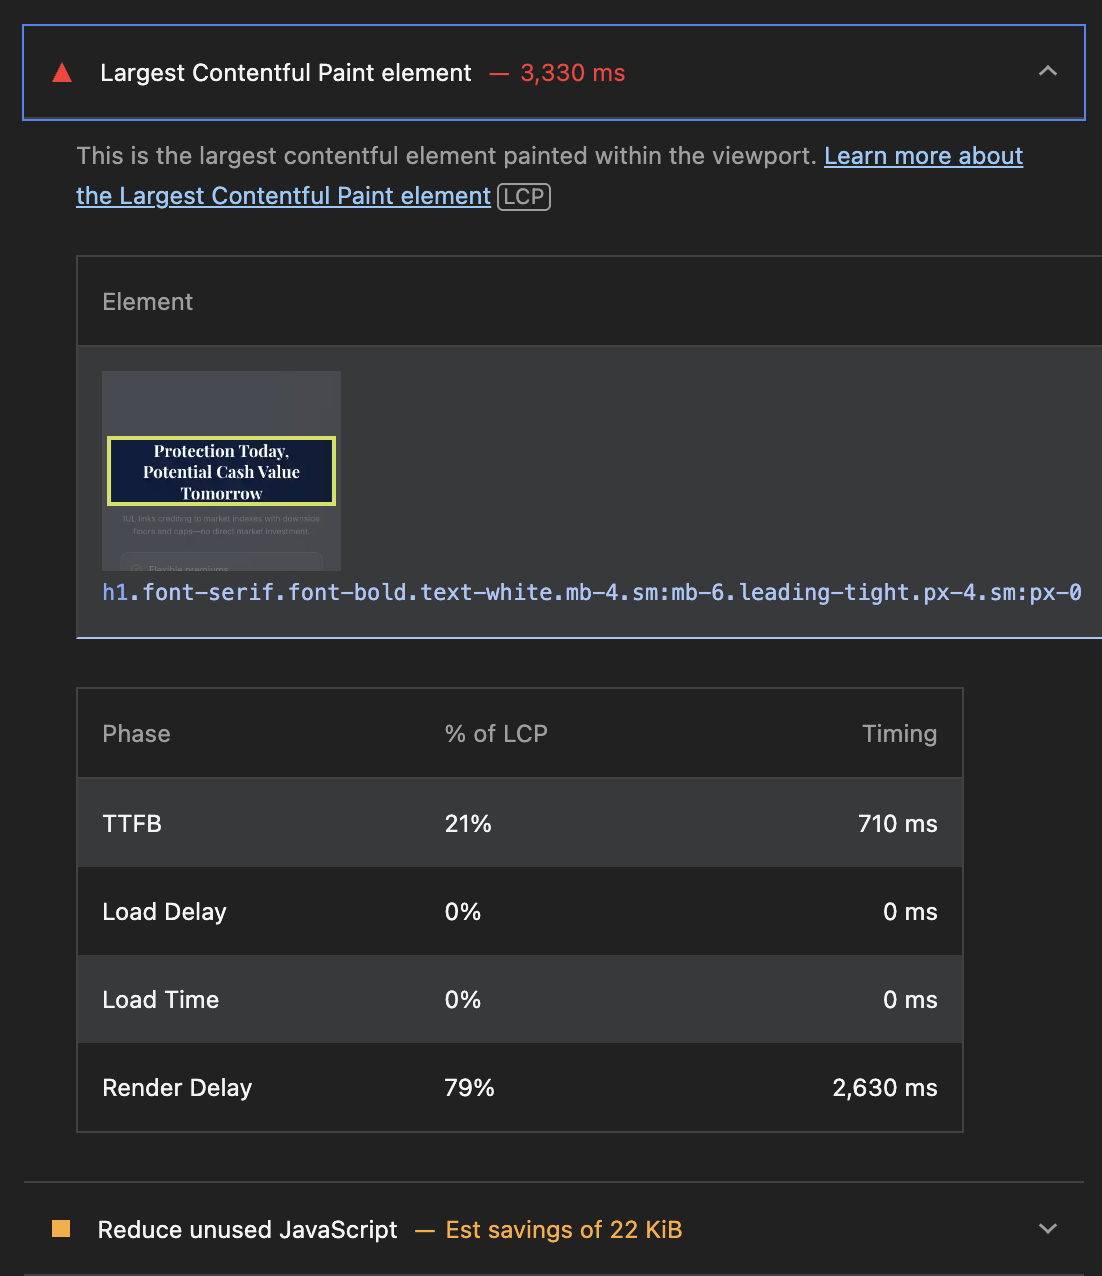 Largest Contentful Paint element — 3,330 ms
This is the largest contentful element painted within the viewport. Learn more about
the Largest Contentful Paint element LCP
Element
Protection Today,
Potential Cash Value
Tomorrow
IUL links crediting to market indexes with downside
floors and caps—no direct market investment.
Flexible premiums
h1.font-serif.font-bold.text-white.mb-4.sm:mb-6.leading-tight.px-4.sm:px-0
Phase % of LCP Timing
TTFB 21% 710 ms
Load Delay 0% 0 ms
Load Time 0% 0 ms
Render Delay 79% 2,630 ms
Reduce unused JavaScript — Est savings of 22 KiB